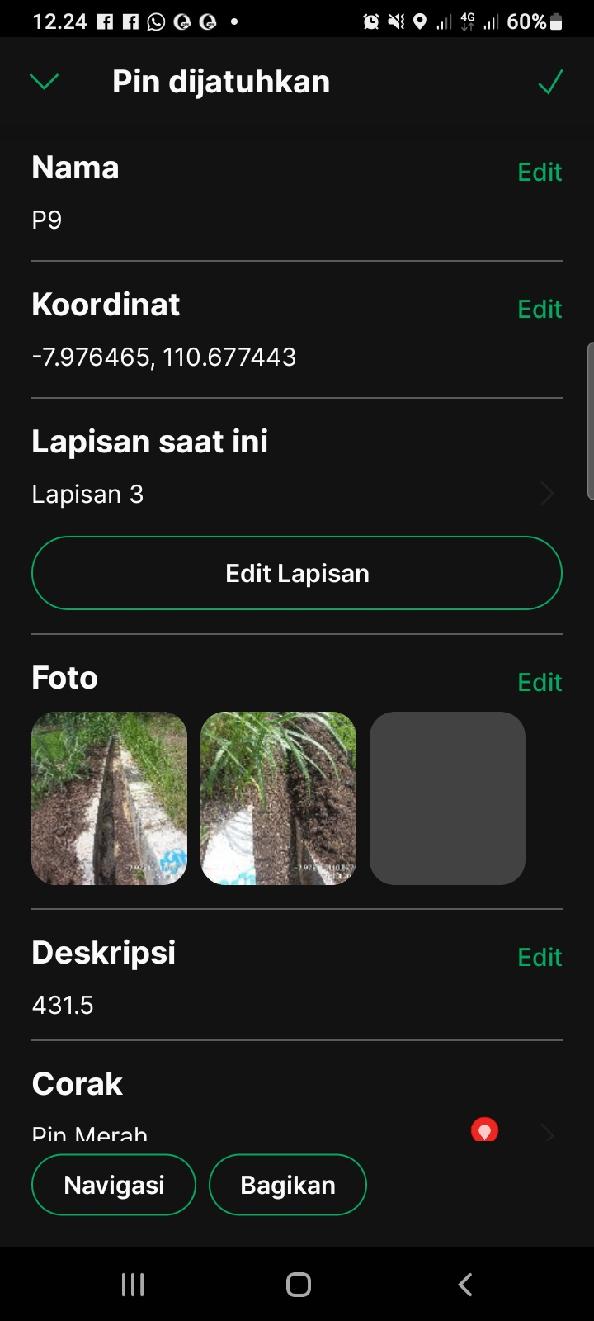 12.24
4G
60%
Pin dijatuhkan
Nama
Edit
P9
Koordinat
Edit
-7.976465, 110.677443
Lapisan saat ini
Lapisan 3
Edit Lapisan
Foto
Edit
Deskripsi
Edit
431.5
Corak
Pin Merah
Navigasi
Bagikan